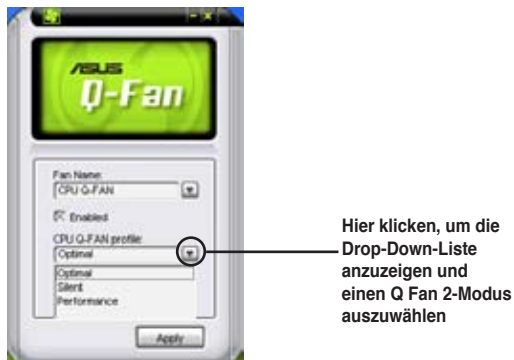 ASUS
Q-Fan
Fan Name:
CPU Q-FAN
Enabled
CPU Q-FAN profile:
Optimal
Optimal
Silent
Performance
Apply
Hier klicken, um die
Drop-Down-Liste
anzuzeigen und
einen Q Fan 2-Modus
auszuwählen